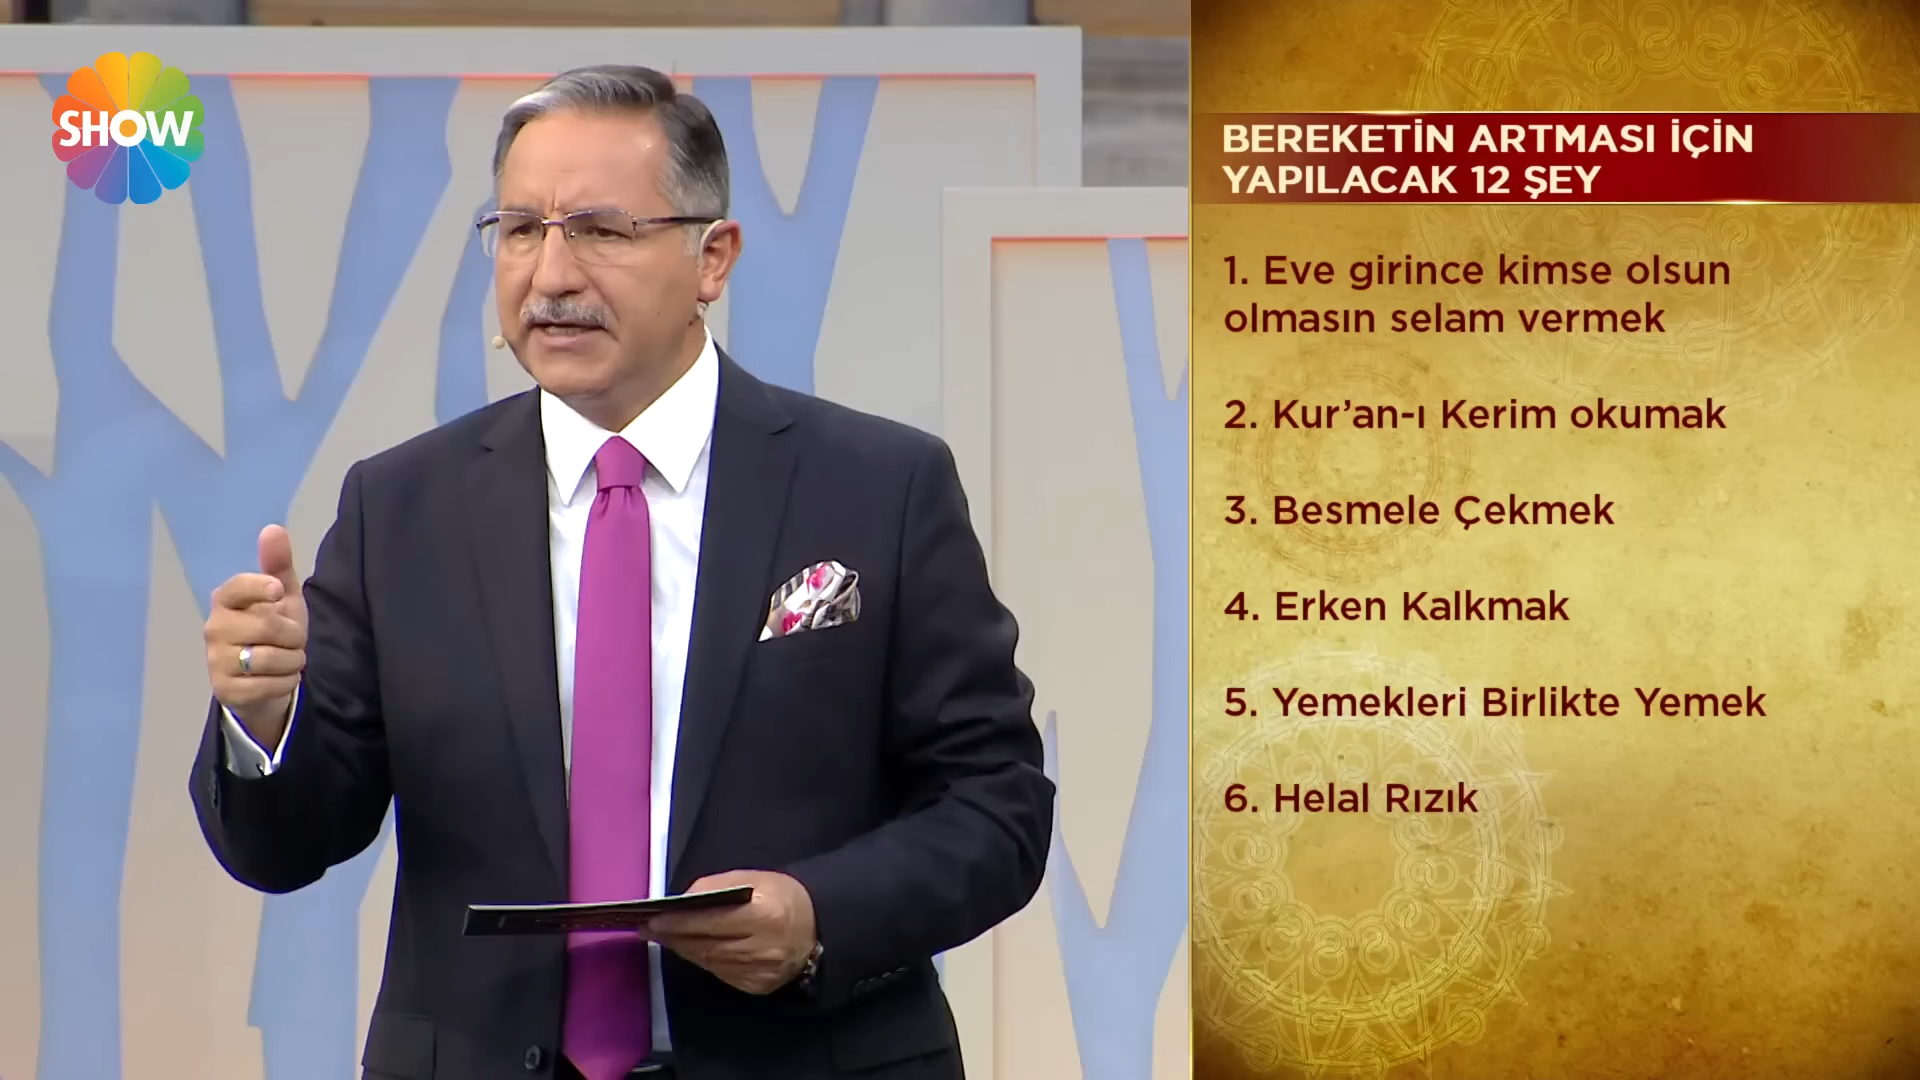 SHOW
BEREKETİN ARTMASI İÇİN
YAPILACAK 12 ŞEY
1. Eve girince kimse olsun
olmasın selam vermek
2. Kur’an-ı Kerim okumak
3. Besmele Çekmek
4. Erken Kalkmak
5. Yemekleri Birlikte Yemek
6. Helal Rızık